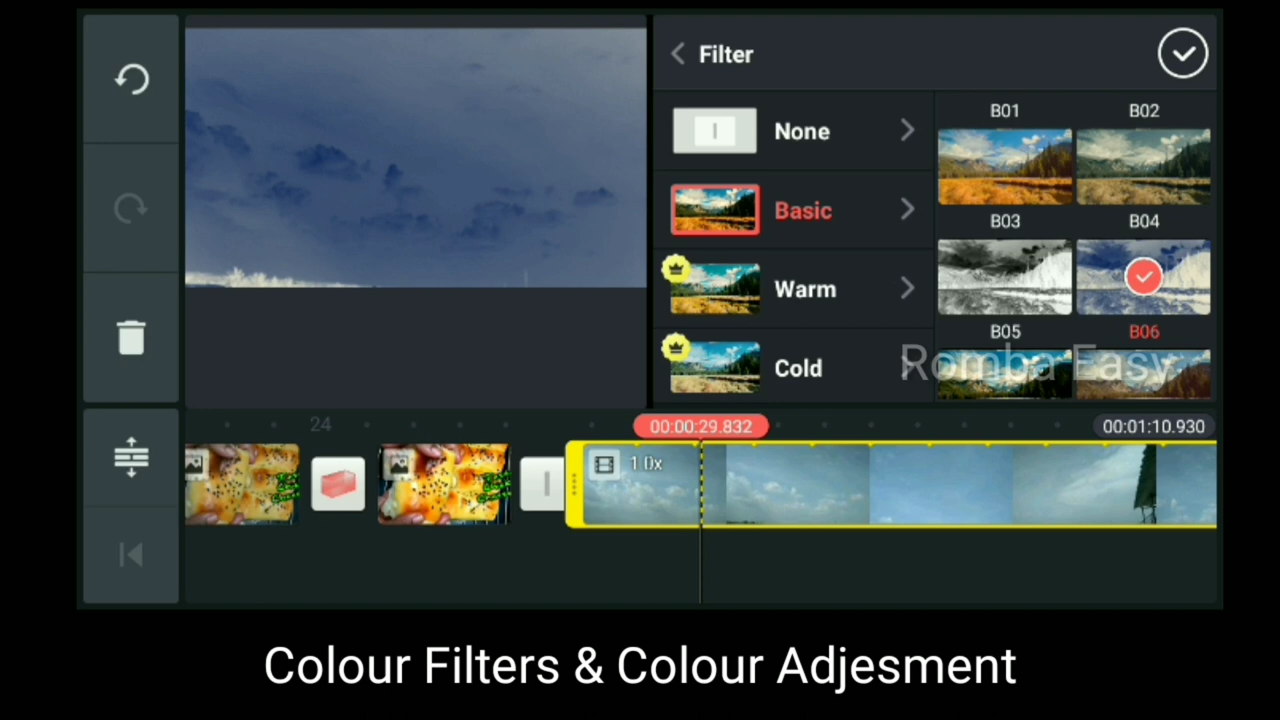 Filter
None
Basic
Warm
Cold
B01 B02
B03 B04
B05 B06
Romba Easy
24
00:00:29.832
00:01:10.930
1.0x
Colour Filters & Colour Adjesment